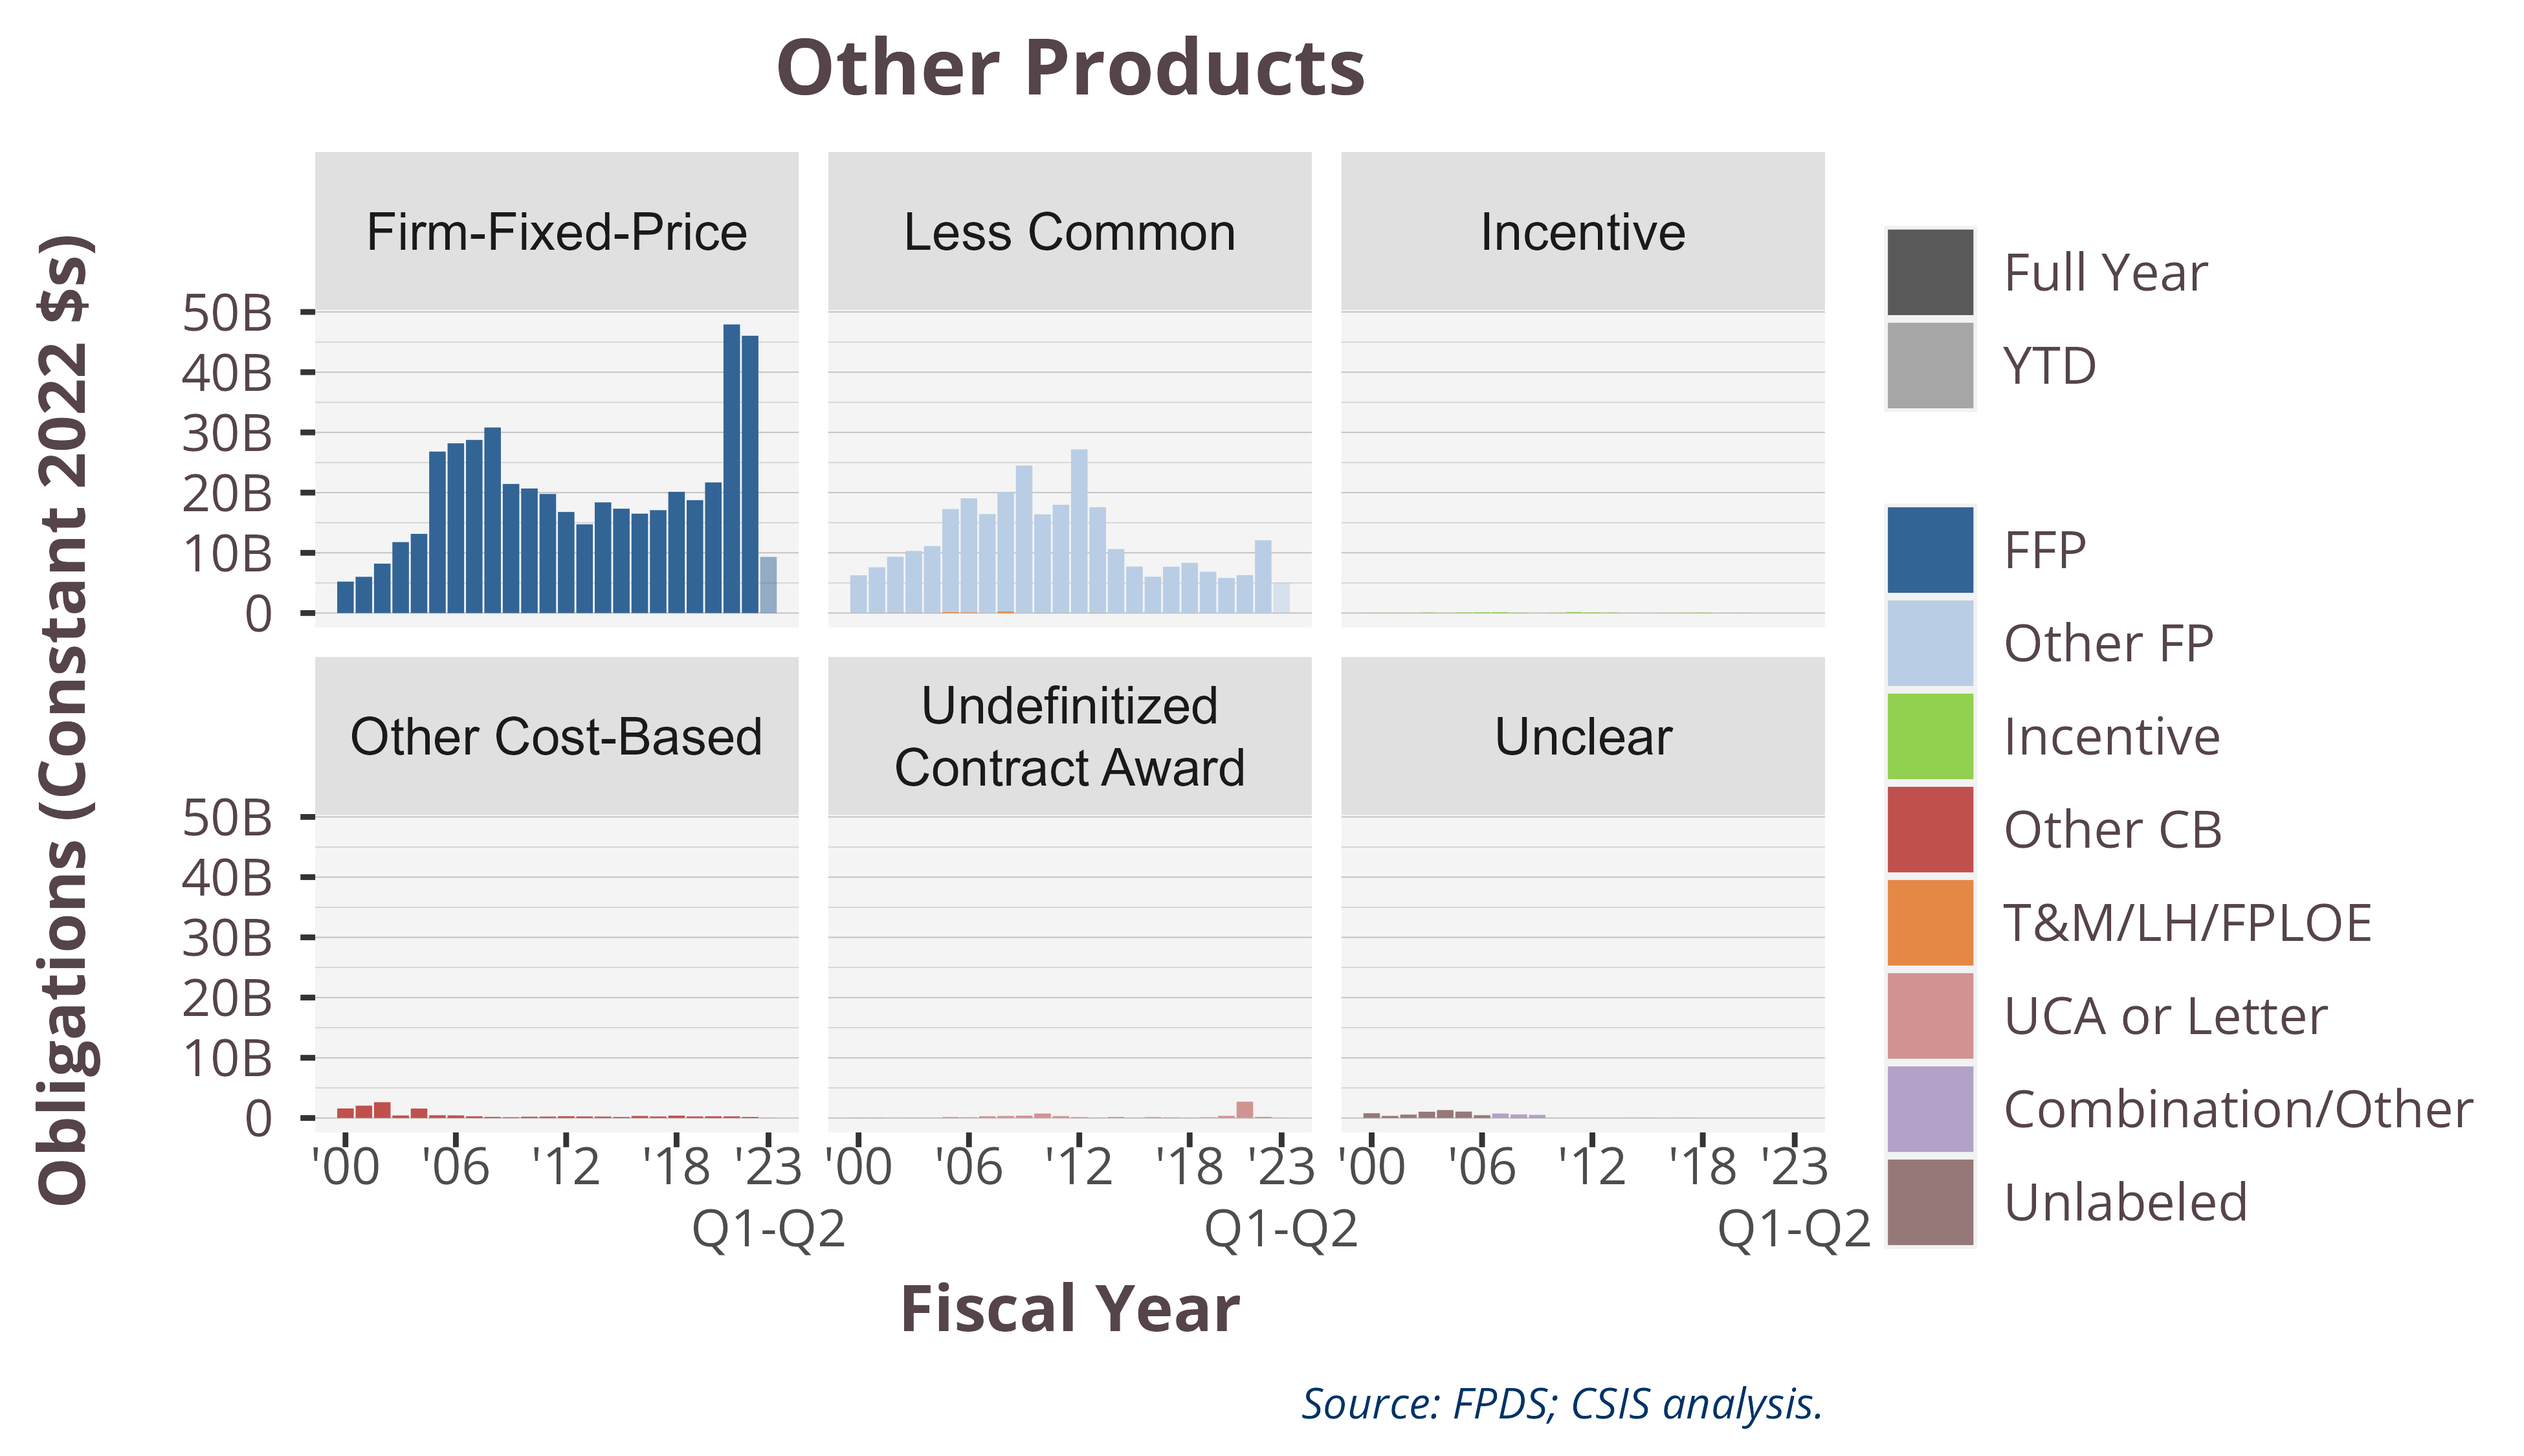 Other Products
Obligations (Constant 2022 $s)
Firm-Fixed-Price
Less Common
Incentive
50B
40B
30B
20B
10B
0
Other Cost-Based
Undefinitized
Contract Award
Unclear
50B
40B
30B
20B
10B
0
'00 '06 '12 '18 '23
Q1-Q2
'00 '06 '12 '18 '23
Q1-Q2
'00 '06 '12 '18 '23
Q1-Q2
Fiscal Year
Full Year
YTD
FFP
Other FP
Incentive
Other CB
T&M/LH/FPLOE
UCA or Letter
Combination/Other
Unlabeled
Source: FPDS; CSIS analysis.